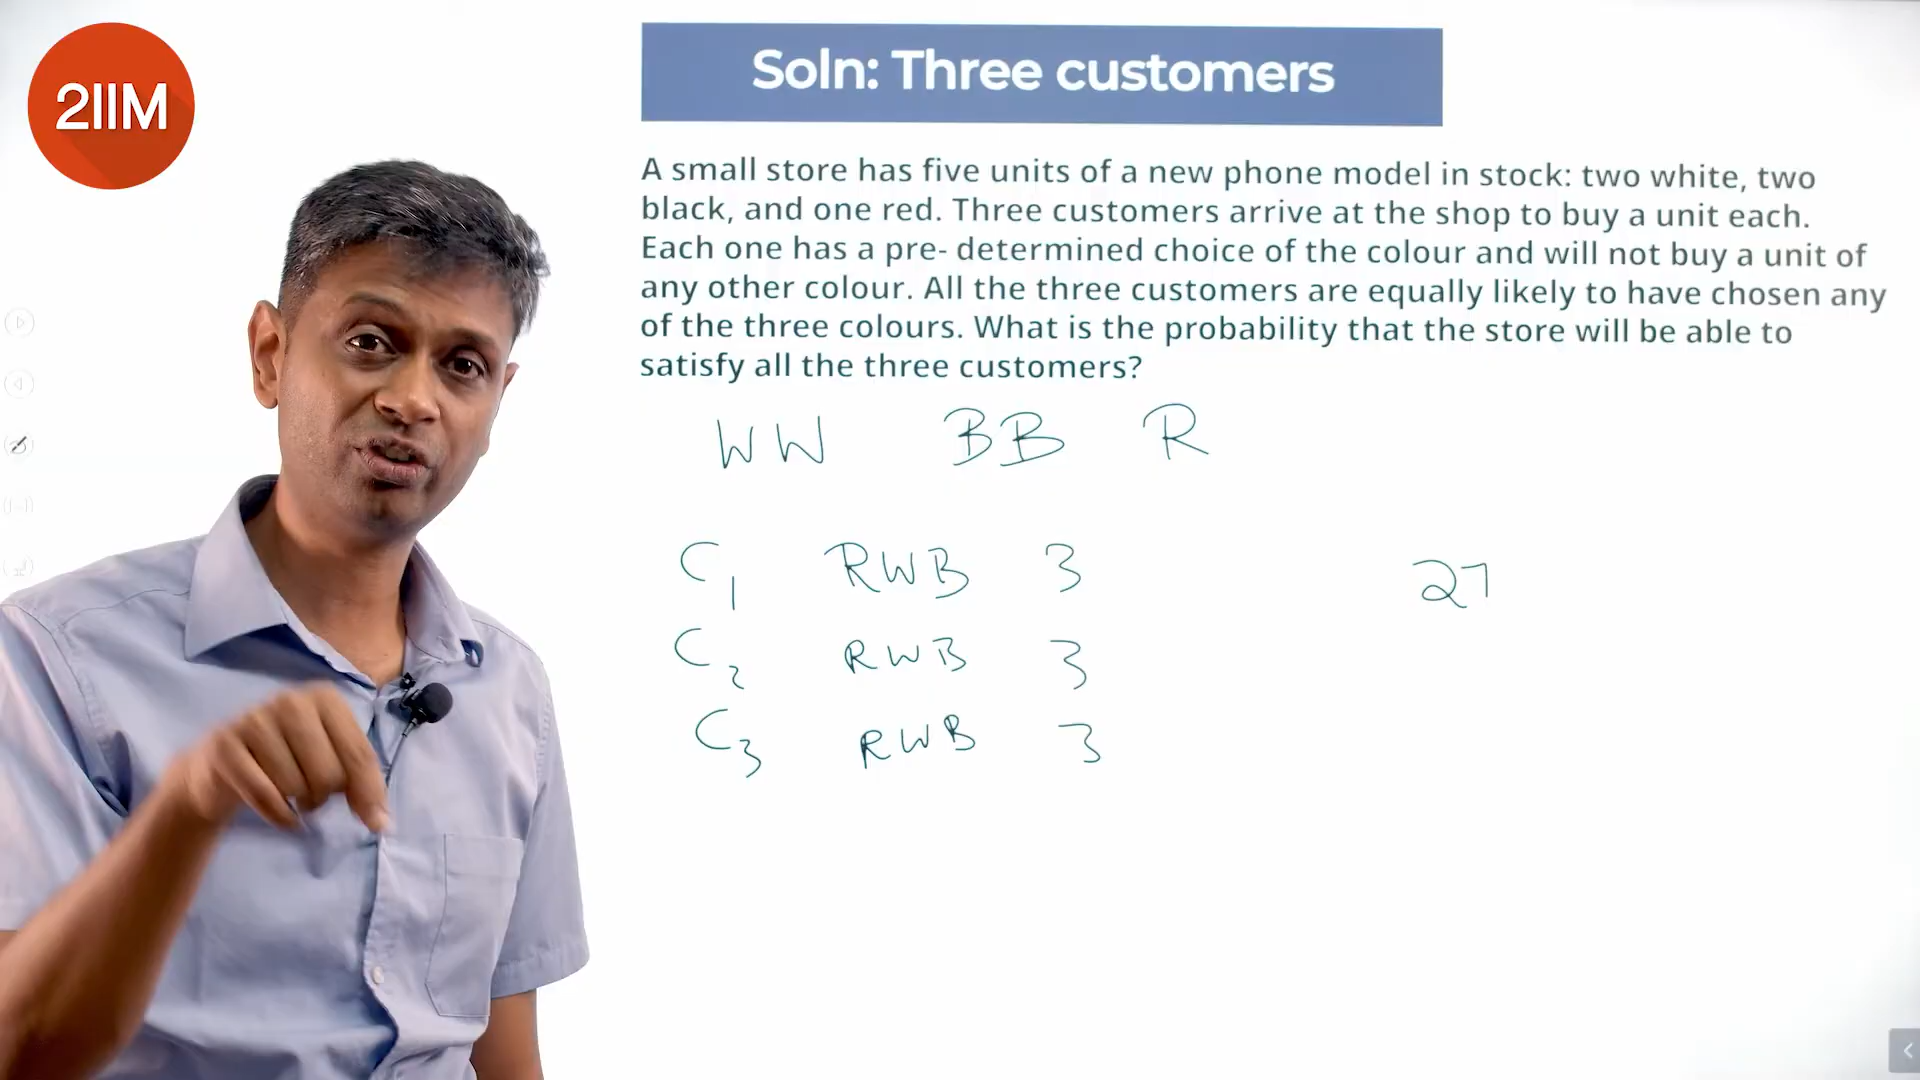 2IIM
Soln: Three customers
A small store has five units of a new phone model in stock: two white, two
black, and one red. Three customers arrive at the shop to buy a unit each.
Each one has a pre- determined choice of the colour and will not buy a unit of
any other colour. All the three customers are equally likely to have chosen any
of the three colours. What is the probability that the store will be able to
satisfy all the three customers?
WW BB R
C1 RWB 3 27
C2 RWB 3
C3 RWB 3